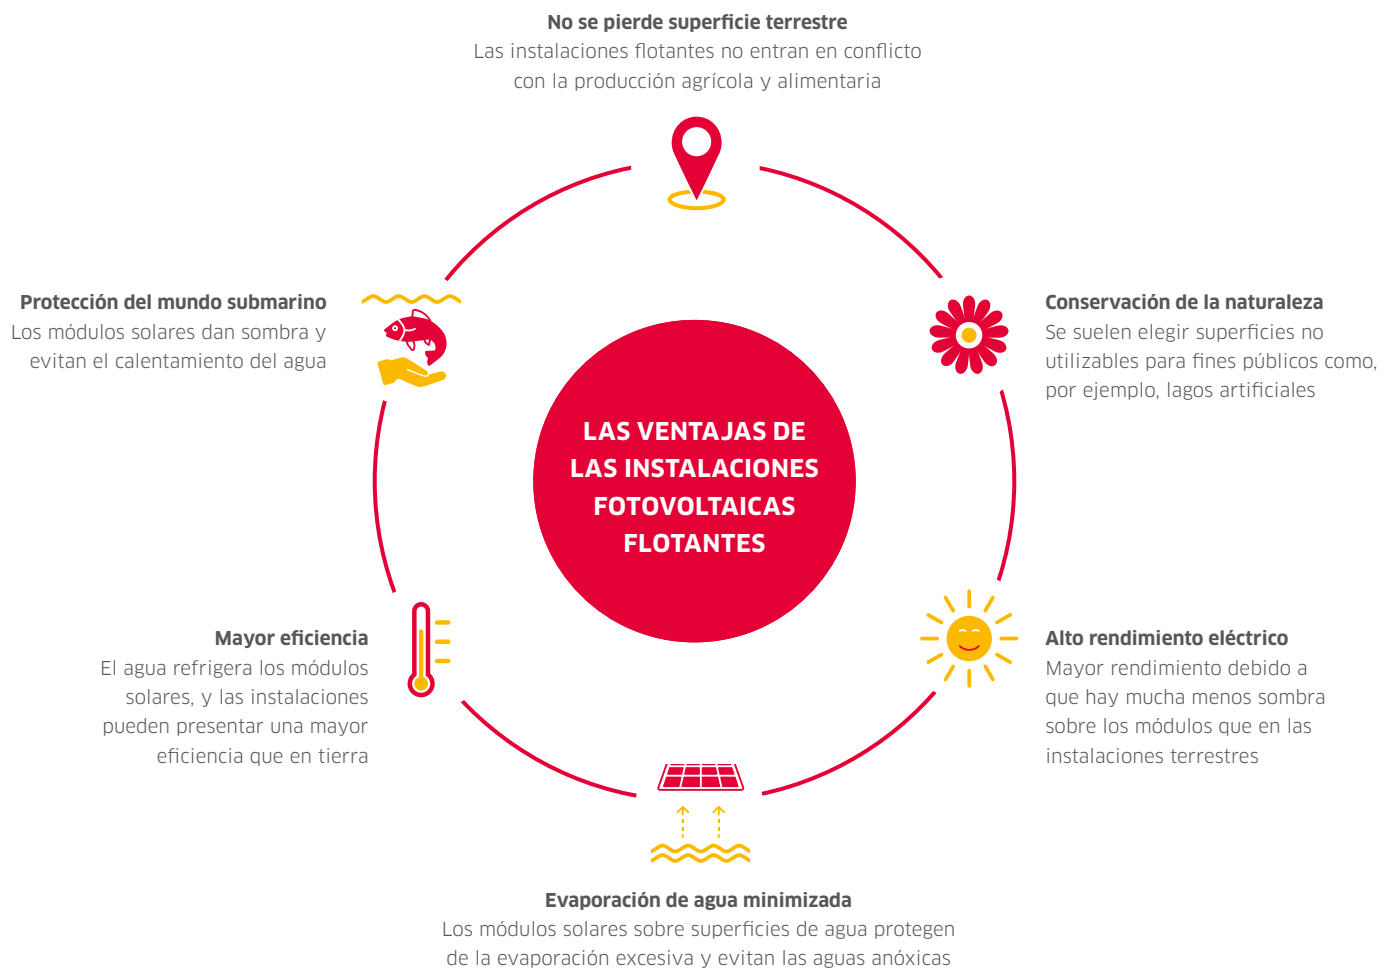 No se pierde superficie terrestre
Las instalaciones flotantes no entran en conflicto
con la producción agrícola y alimentaria
Protección del mundo submarino
Los módulos solares dan sombra y
evitan el calentamiento del agua
Conservación de la naturaleza
Se suelen elegir superficies no
utilizables para fines públicos como,
por ejemplo, lagos artificiales
LAS VENTAJAS DE
LAS INSTALACIONES
FOTOVOLTAICAS
FLOTANTES
Mayor eficiencia
El agua refrigera los módulos
solares, y las instalaciones
pueden presentar una mayor
eficiencia que en tierra
Alto rendimiento eléctrico
Mayor rendimiento debido a
que hay mucha menos sombra
sobre los módulos que en las
instalaciones terrestres
Evaporación de agua minimizada
Los módulos solares sobre superficies de agua protegen
de la evaporación excesiva y evitan las aguas anóxicas